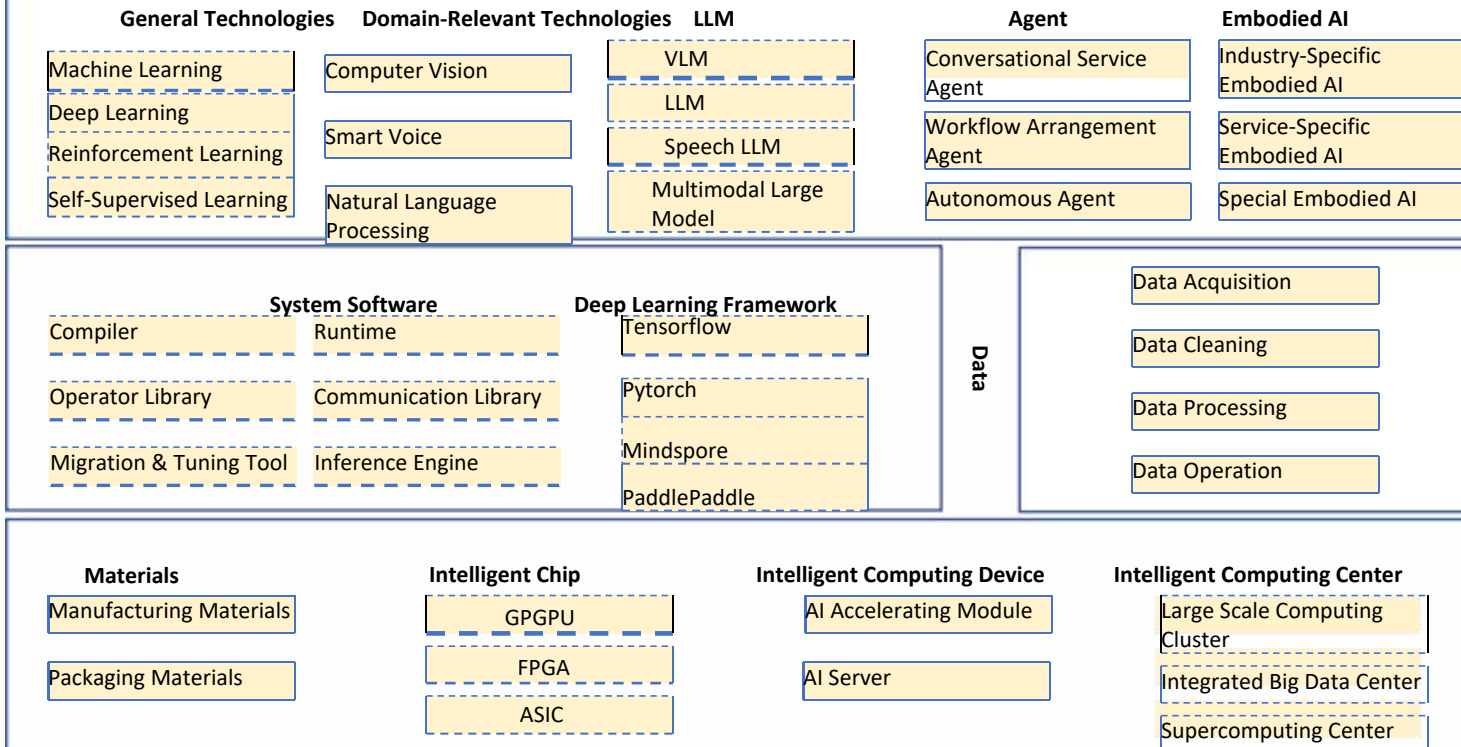 General Technologies
Machine Learning
Deep Learning
Reinforcement Learning
Self-Supervised Learning
Domain-Relevant Technologies
Computer Vision
Smart Voice
Natural Language
Processing
LLM
VLM
LLM
Speech LLM
Multimodal Large
Model
Agent
Conversational Service
Agent
Workflow Arrangement
Agent
Autonomous Agent
Embodied AI
Industry-Specific
Embodied AI
Service-Specific
Embodied AI
Special Embodied AI
System Software
Compiler
Runtime
Operator Library
Communication Library
Migration & Tuning Tool
Inference Engine
Deep Learning Framework
Tensorflow
Pytorch
Mindspore
PaddlePaddle
Data
Data Acquisition
Data Cleaning
Data Processing
Data Operation
Materials
Manufacturing Materials
Packaging Materials
Intelligent Chip
GPGPU
FPGA
ASIC
Intelligent Computing Device
AI Accelerating Module
AI Server
Intelligent Computing Center
Large Scale Computing
Cluster
Integrated Big Data Center
Supercomputing Center